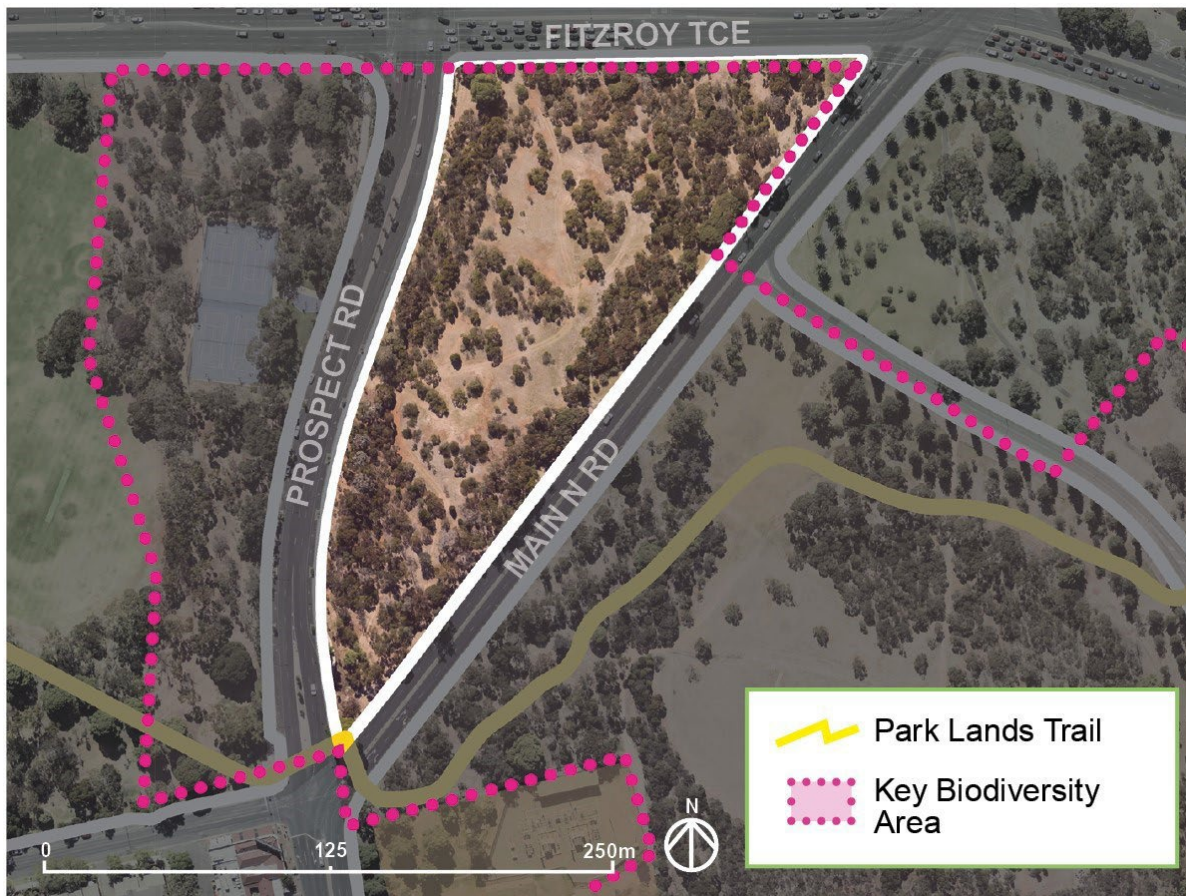 FITZROY TCE
PROSPECT RD
MAIN N RD
Park Lands Trail
Key Biodiversity
Area
N
0 125 250m